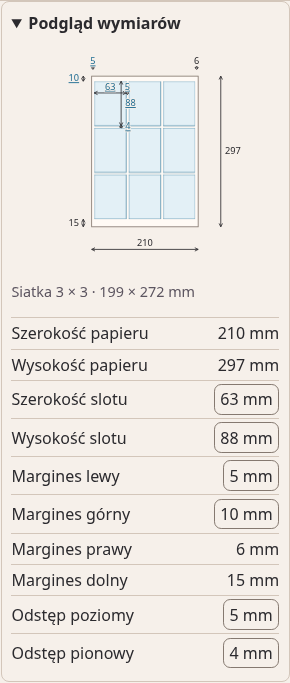 ▼ Podgląd wymiarów
5 6
10
63 5
88
4
297
15
210
Siatka 3 × 3 · 199 × 272 mm
Szerokość papieru 210 mm
Wysokość papieru 297 mm
Szerokość slotu 63 mm
Wysokość slotu 88 mm
Margines lewy 5 mm
Margines górny 10 mm
Margines prawy 6 mm
Margines dolny 15 mm
Odstęp poziomy 5 mm
Odstęp pionowy 4 mm